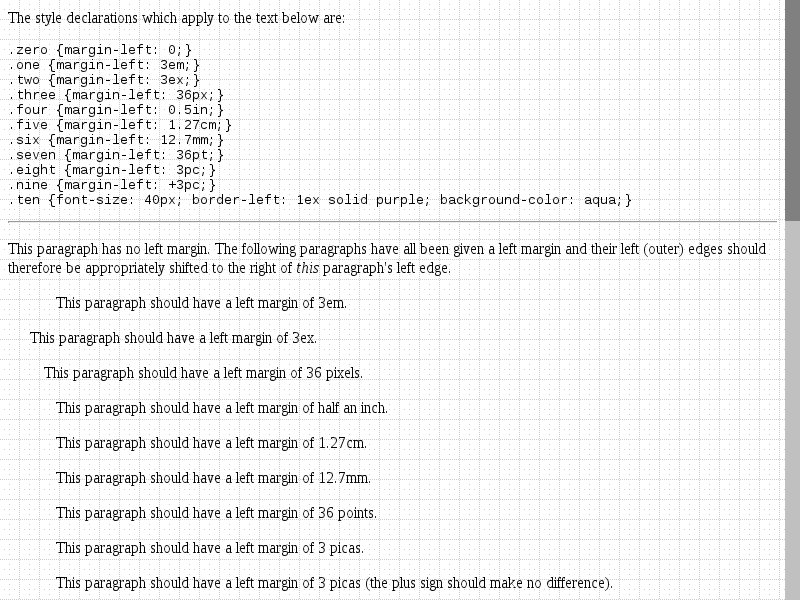 The style declarations which apply to the text below are:
.zero {margin-left: 0;}
.one {margin-left: 3em;}
.two {margin-left: 3ex;}
.three {margin-left: 36px;}
.four {margin-left: 0.5in;}
.five {margin-left: 1.27cm;}
.six {margin-left: 12.7mm;}
.seven {margin-left: 36pt;}
.eight {margin-left: 3pc;}
.nine {margin-left: +3pc;}
.ten {font-size: 40px; border-left: 1ex solid purple; background-color: aqua;}
This paragraph has no left margin. The following paragraphs have all been given a left margin and their left (outer) edges should
therefore be appropriately shifted to the right of this paragraph's left edge.
This paragraph should have a left margin of 3em.
This paragraph should have a left margin of 3ex.
This paragraph should have a left margin of 36 pixels.
This paragraph should have a left margin of half an inch.
This paragraph should have a left margin of 1.27cm.
This paragraph should have a left margin of 12.7mm.
This paragraph should have a left margin of 36 points.
This paragraph should have a left margin of 3 picas.
This paragraph should have a left margin of 3 picas (the plus sign should make no difference).